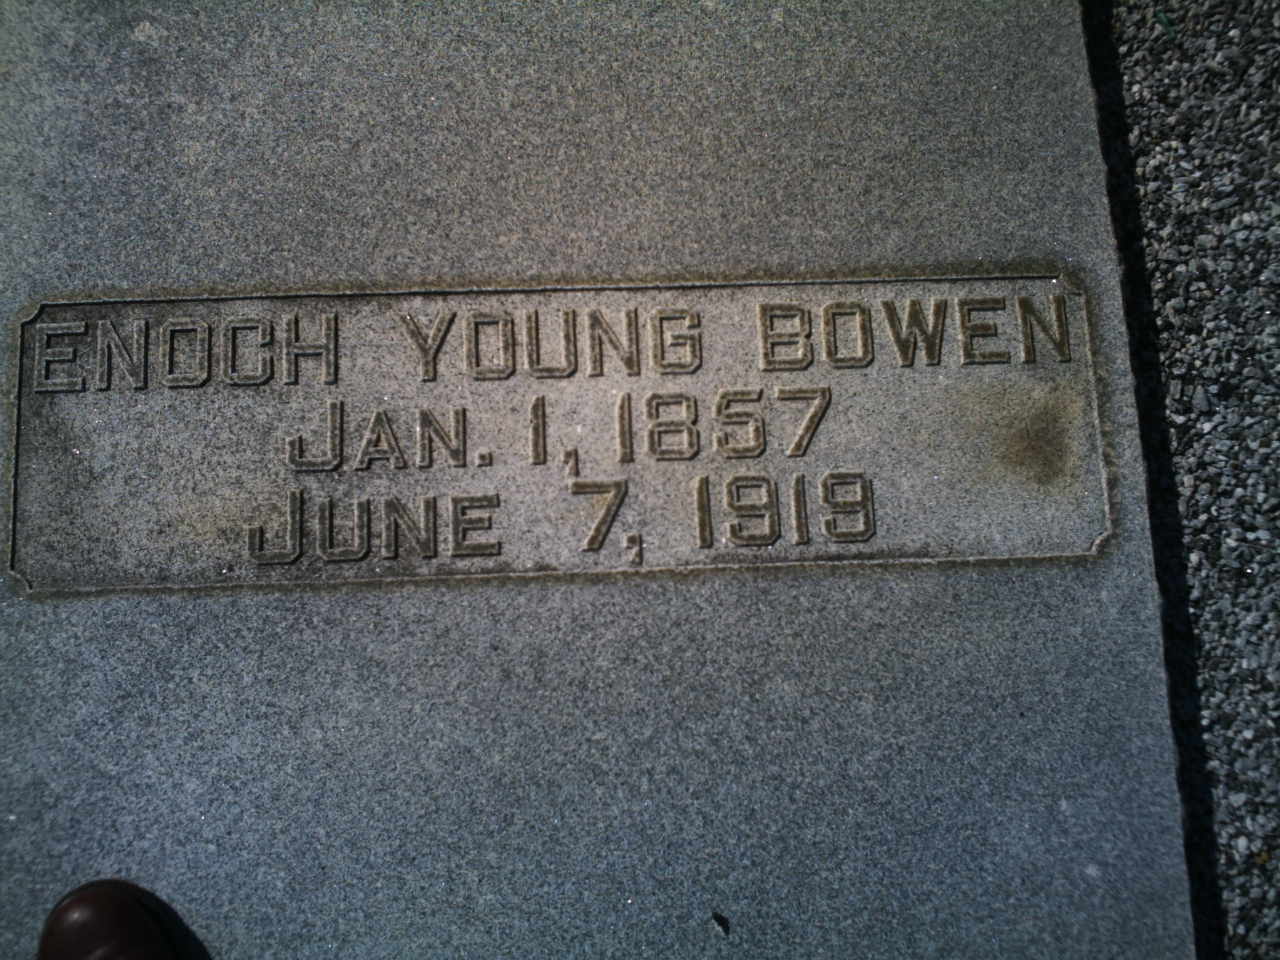 ENOCH YOUNG BOWEN
JAN. 1, 1857
JUNE 7, 1919